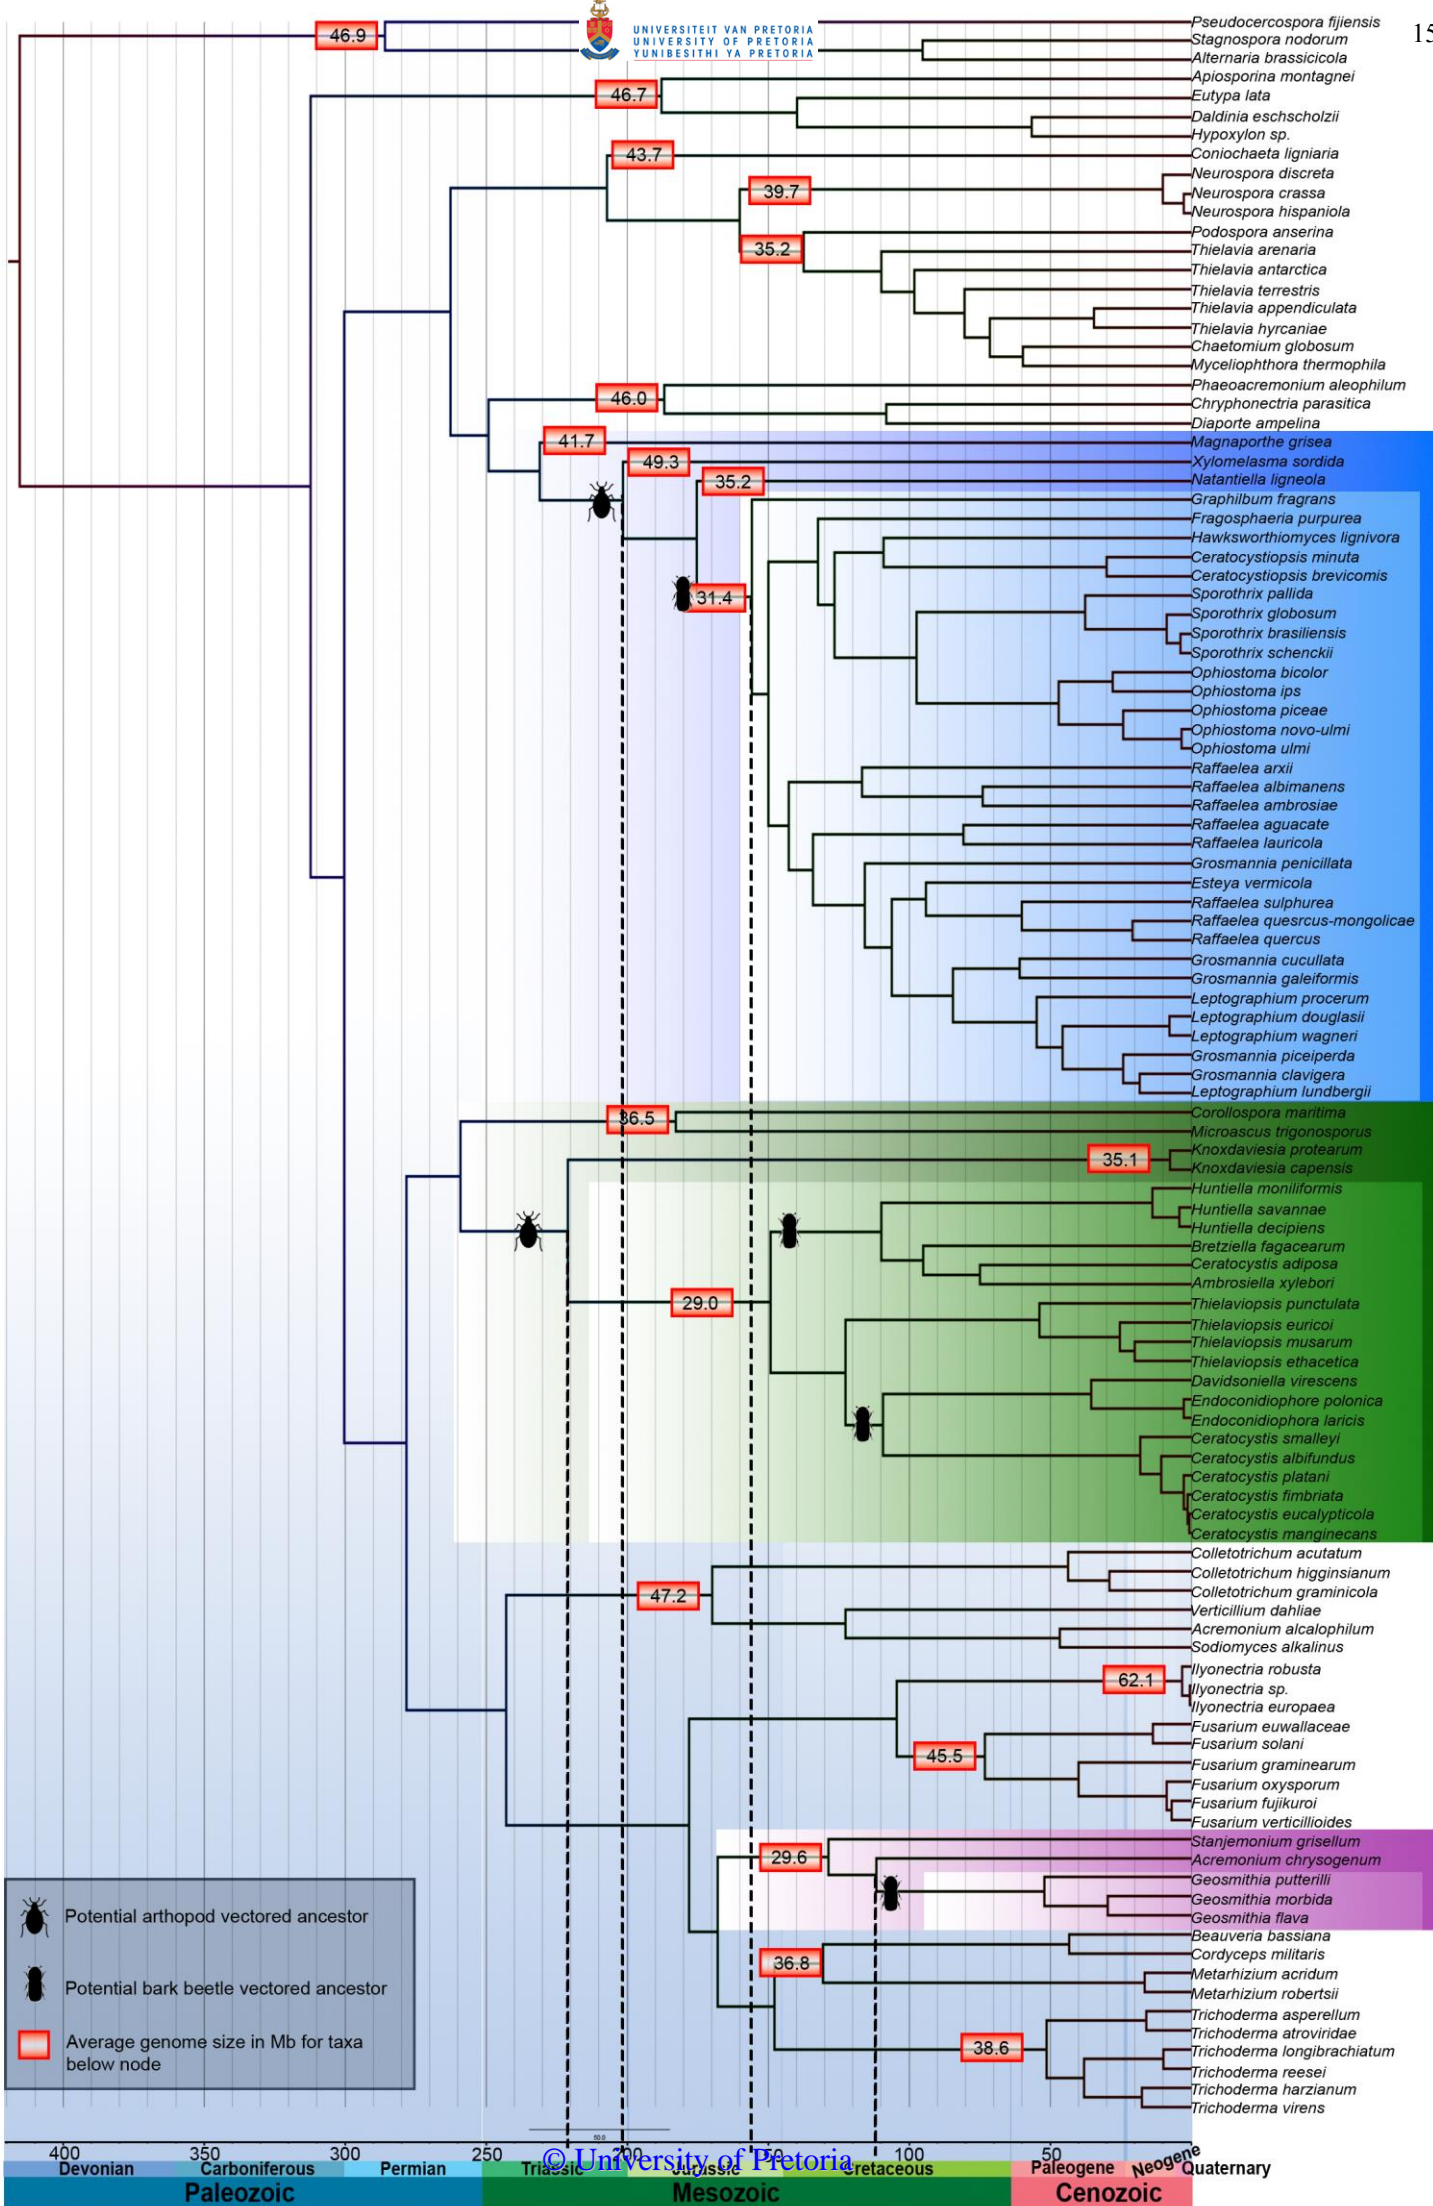 UNIVERSITEIT VAN PRETORIA
UNIVERSITY OF PRETORIA
YUNIBESITHI YA PRETORIA
15
46.9
Pseudocercospora fijiensis
Stagnospora nodorum
Alternaria brassicicola
46.7
Apiosporina montagnei
Eutypa lata
Daldinia eschscholzii
Hypoxylon sp.
43.7
Coniochaeta ligniaria
39.7
Neurospora discreta
Neurospora crassa
Neurospora hispaniola
35.2
Podospora anserina
Thielavia arenaria
Thielavia antarctica
Thielavia terrestris
Thielavia appendiculata
Thielavia hyrcaniae
Chaetomium globosum
Myceliophthora thermophila
46.0
Phaeoacremonium aleophilum
Chryphonectria parasitica
Diaporte ampelina
41.7
Magnaporthe grisea
49.3
Xylomelasma sordida
35.2
Natantiella ligneola
31.4
Graphilbum fragrans
Fragosphaeria purpurea
Hawksworthiomyces lignivora
Ceratocystiopsis minuta
Ceratocystiopsis brevicomis
Sporothrix pallida
Sporothrix globosum
Sporothrix brasiliensis
Sporothrix schenckii
Ophiostoma bicolor
Ophiostoma ips
Ophiostoma piceae
Ophiostoma novo-ulmi
Ophiostoma ulmi
Raffaelea arxii
Raffaelea albimanens
Raffaelea ambrosiae
Raffaelea aguacate
Raffaelea lauricola
Grosmannia penicillata
Esteya vermicola
Raffaelea sulphurea
Raffaelea quesrcus-mongolicae
Raffaelea quercus
Grosmannia cucullata
Grosmannia galeiformis
Leptographium procerum
Leptographium douglasii
Leptographium wagneri
Grosmannia piceiperda
Grosmannia clavigera
Leptographium lundbergii
36.5
Corollospora maritima
Microascus trigonosporus
35.1
Knoxdaviesia protearum
Knoxdaviesia capensis
29.0
Huntiella moniliformis
Huntiella savannae
Huntiella decipiens
Bretziella fagacearum
Ceratocystis adiposa
Ambrosiella xylebori
Thielaviopsis punctulata
Thielaviopsis euricoi
Thielaviopsis musarum
Thielaviopsis ethacetica
Davidsoniella virescens
Endoconidiophore polonica
Endoconidiophora laricis
Ceratocystis smalleyi
Ceratocystis albifundus
Ceratocystis platani
Ceratocystis fimbriata
Ceratocystis eucalypticola
Ceratocystis manginecans
47.2
Colletotrichum acutatum
Colletotrichum higginsianum
Colletotrichum graminicola
Verticillium dahliae
Acremonium alcalophilum
Sodiomyces alkalinus
62.1
Ilyonectria robusta
Ilyonectria sp.
Ilyonectria europaea
45.5
Fusarium euwallaceae
Fusarium solani
Fusarium graminearum
Fusarium oxysporum
Fusarium fujikuroi
Fusarium verticillioides
29.6
Stanjemonium grisellum
Acremonium chrysogenum
Geosmithia putterilli
Geosmithia morbida
Geosmithia flava
36.8
Beauveria bassiana
Cordyceps militaris
Metarhizium acridum
Metarhizium robertsii
38.6
Trichoderma asperellum
Trichoderma atroviridae
Trichoderma longibrachiatum
Trichoderma reesei
Trichoderma harzianum
Trichoderma virens
Potential arthopod vectored ancestor
Potential bark beetle vectored ancestor
Average genome size in Mb for taxa
below node
50.0
400 350 300 250 200 150 100 50
© University of Pretoria
Devonian Carboniferous Permian Triassic Jurassic Cretaceous Paleogene Neogene Quaternary
Paleozoic Mesozoic Cenozoic